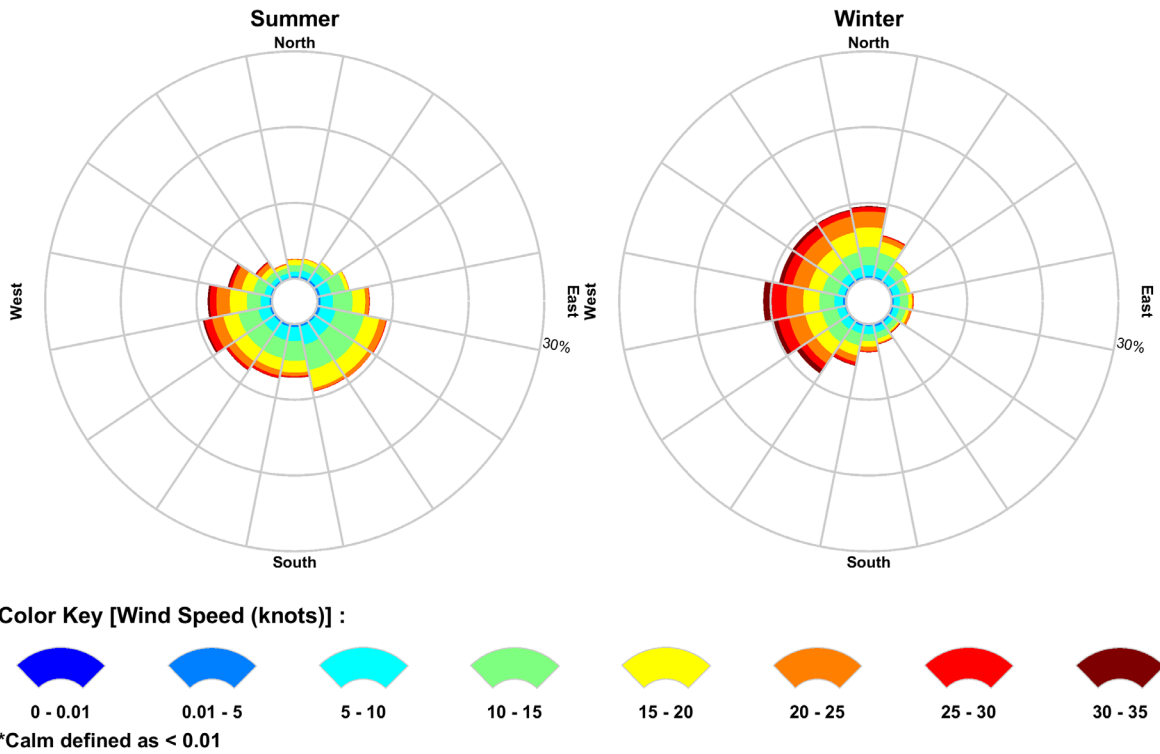 Summer
Winter
North
North
West
East
West
East
30%
30%
South
South
Color Key [Wind Speed (knots)] :
0 - 0.01
0.01 - 5
5 - 10
10 - 15
15 - 20
20 - 25
25 - 30
30 - 35
*Calm defined as < 0.01